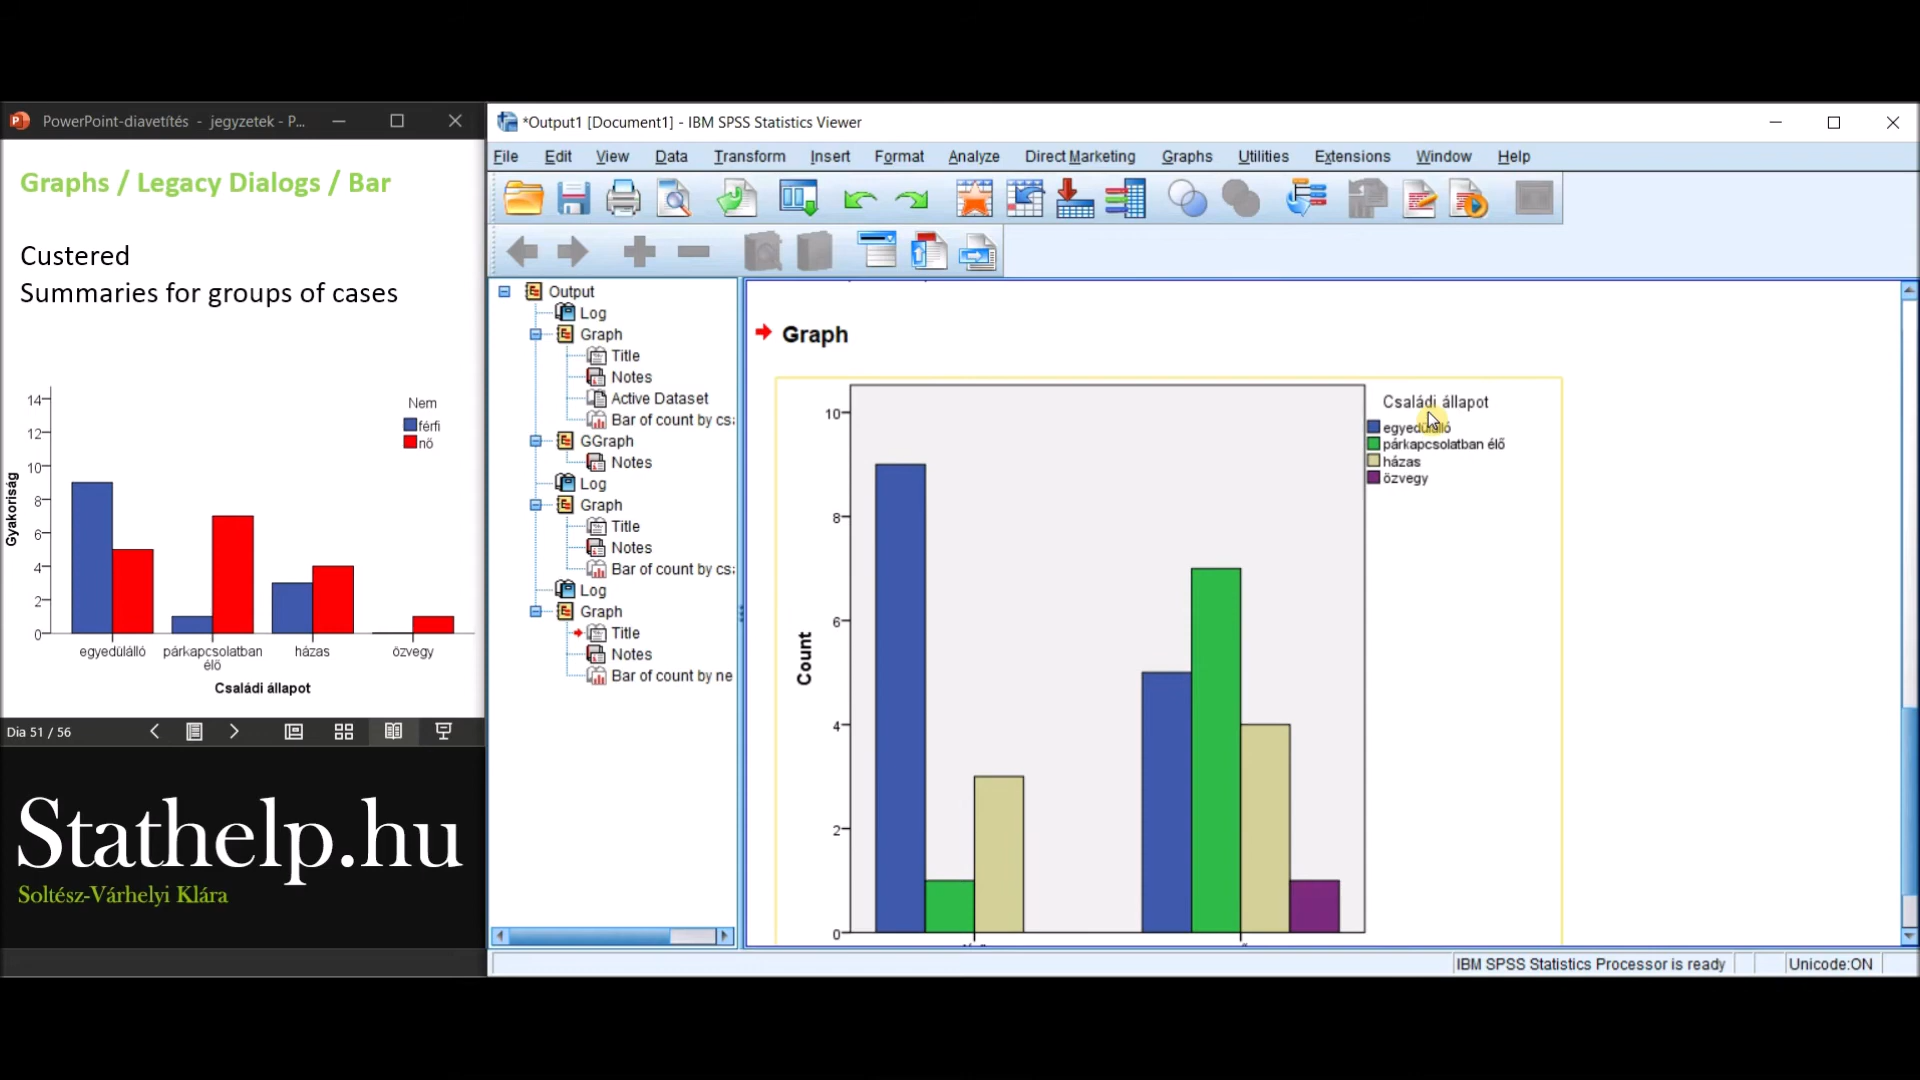 PowerPoint-diavetítés - jegyzetek - P...
Graphs / Legacy Dialogs / Bar
Custered
Summaries for groups of cases
Nem
férfi
nö
14
12
10
8
6
4
2
0
Gyakoriság
egyedülálló
párkapcsolatban élö
házas
özvegy
Családi állapot
Dia 51 / 56
Stathelp.hu
Soltész-Várhelyi Klára
*Output1 [Document1] - IBM SPSS Statistics Viewer
File Edit View Data Transform Insert Format Analyze Direct Marketing Graphs Utilities Extensions Window Help
Output
Log
Graph
Title
Notes
Active Dataset
Bar of count by cs
GGraph
Notes
Log
Graph
Title
Notes
Bar of count by cs
Log
Graph
Title
Notes
Bar of count by ne
Graph
Családi állapot
egyedülálló
párkapcsolatban élő
házas
özvegy
10
8
6
4
2
0
Count
IBM SPSS Statistics Processor is ready
Unicode:ON